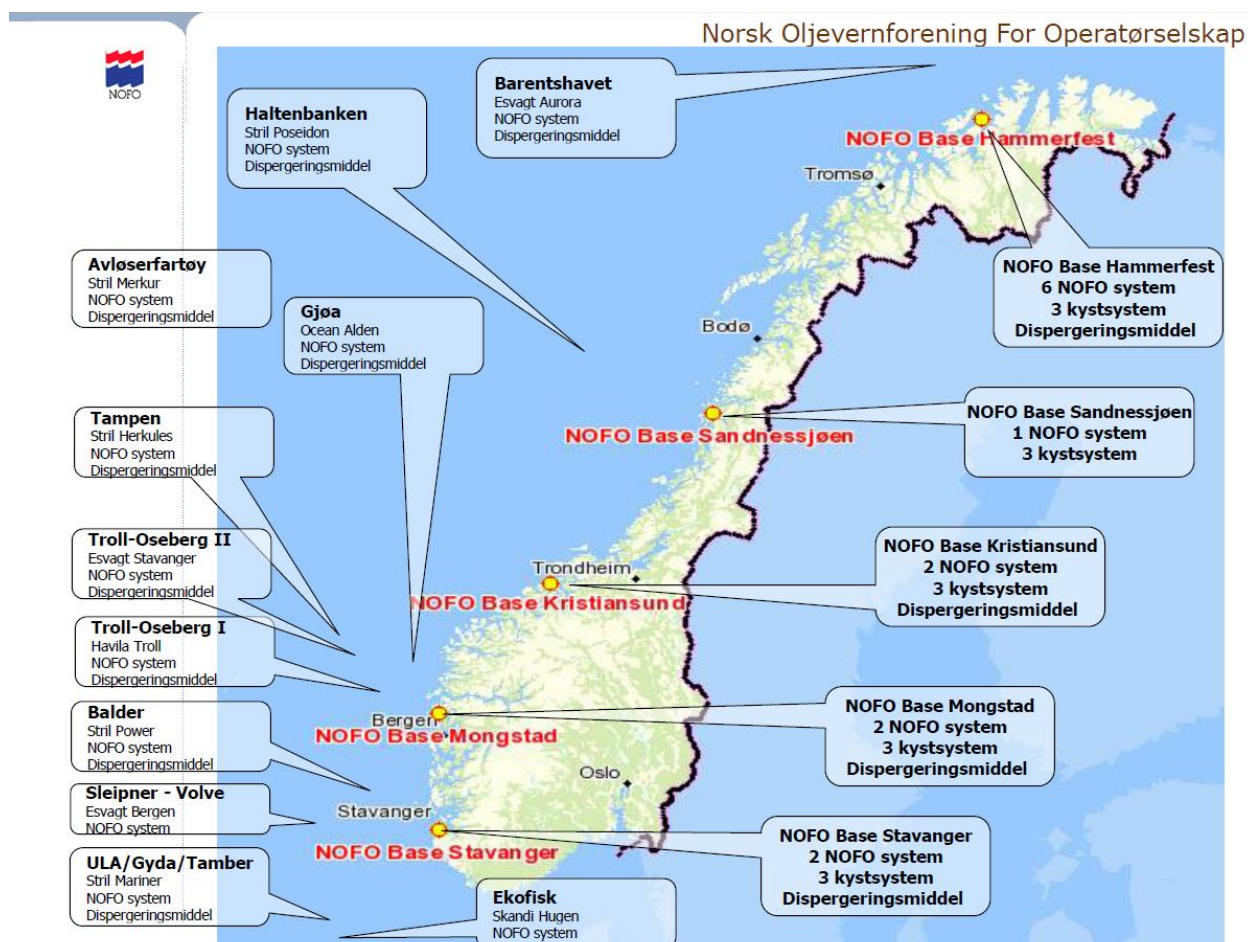 Norsk Oljevernforening For Operatørselskap
NOFO
Barentshavet
Esvagt Aurora
NOFO system
Dispergeringsmiddel
Haltenbanken
Stril Poseidon
NOFO system
Dispergeringsmiddel
NOFO Base Hammerfest
Tromsø
Avløserfartøy
Stril Merkur
NOFO system
Dispergeringsmiddel
NOFO Base Hammerfest
6 NOFO system
3 kystsystem
Dispergeringsmiddel
Gjøa
Ocean Alden
NOFO system
Dispergeringsmiddel
Bodø
Tampen
Stril Herkules
NOFO system
Dispergeringsmiddel
NOFO Base Sandnessjøen
NOFO Base Sandnessjøen
1 NOFO system
3 kystsystem
Troll-Oseberg II
Esvagt Stavanger
NOFO system
Dispergeringsmiddel
Trondheim
NOFO Base Kristiansund
NOFO Base Kristiansund
2 NOFO system
3 kystsystem
Dispergeringsmiddel
Troll-Oseberg I
Havila Troll
NOFO system
Dispergeringsmiddel
Balder
Stril Power
NOFO system
Dispergeringsmiddel
Bergen
NOFO Base Mongstad
NOFO Base Mongstad
2 NOFO system
3 kystsystem
Dispergeringsmiddel
Oslo
Sleipner - Volve
Esvagt Bergen
NOFO system
Stavanger
NOFO Base Stavanger
NOFO Base Stavanger
2 NOFO system
3 kystsystem
Dispergeringsmiddel
ULA/Gyda/Tamber
Stril Mariner
NOFO system
Dispergeringsmiddel
Ekofisk
Skandi Hugen
NOFO system